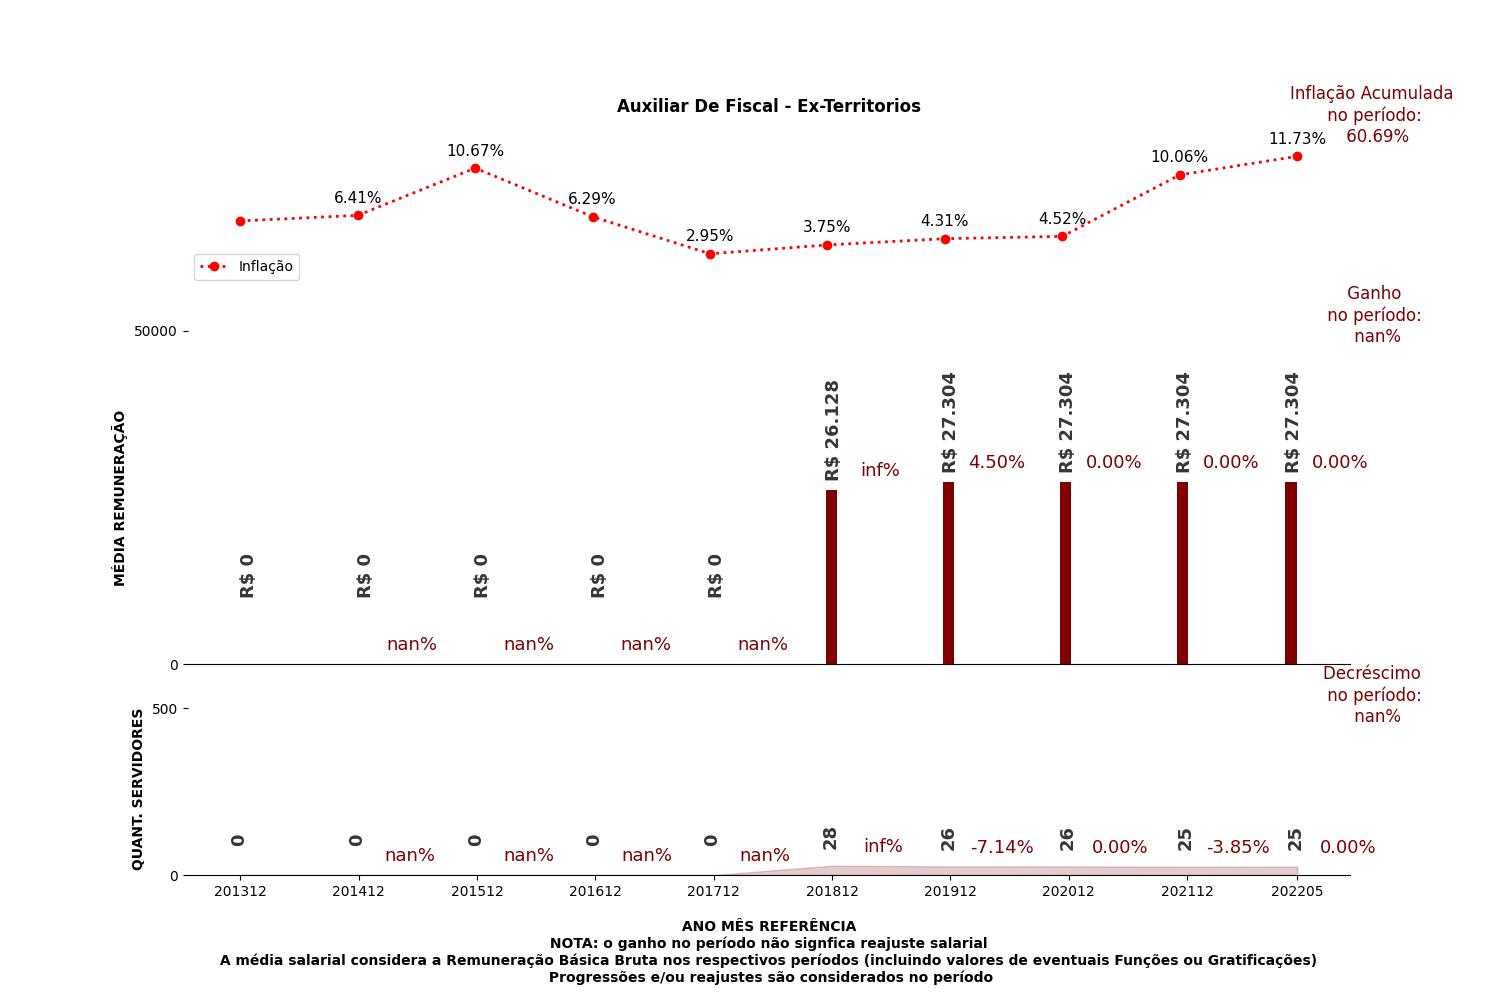 Auxiliar De Fiscal - Ex-Territorios
Inflação Acumulada
no período:
60.69%
6.41%
10.67%
6.29%
2.95%
3.75%
4.31%
4.52%
10.06%
11.73%
Inflação
Ganho
no período:
nan%
50000
0
MÉDIA REMUNERAÇÃO
R$ 0
R$ 0
R$ 0
R$ 0
R$ 0
R$ 26.128
R$ 27.304
R$ 27.304
R$ 27.304
R$ 27.304
nan%
nan%
nan%
nan%
inf%
4.50%
0.00%
0.00%
0.00%
Decréscimo
no período:
nan%
500
0
QUANT. SERVIDORES
0
0
0
0
0
28
26
26
25
25
nan%
nan%
nan%
nan%
inf%
-7.14%
0.00%
-3.85%
0.00%
201312
201412
201512
201612
201712
201812
201912
202012
202112
202205
ANO MÊS REFERÊNCIA
NOTA: o ganho no período não signfica reajuste salarial
A média salarial considera a Remuneração Básica Bruta nos respectivos períodos (incluindo valores de eventuais Funções ou Gratificações)
Progressões e/ou reajustes são considerados no período